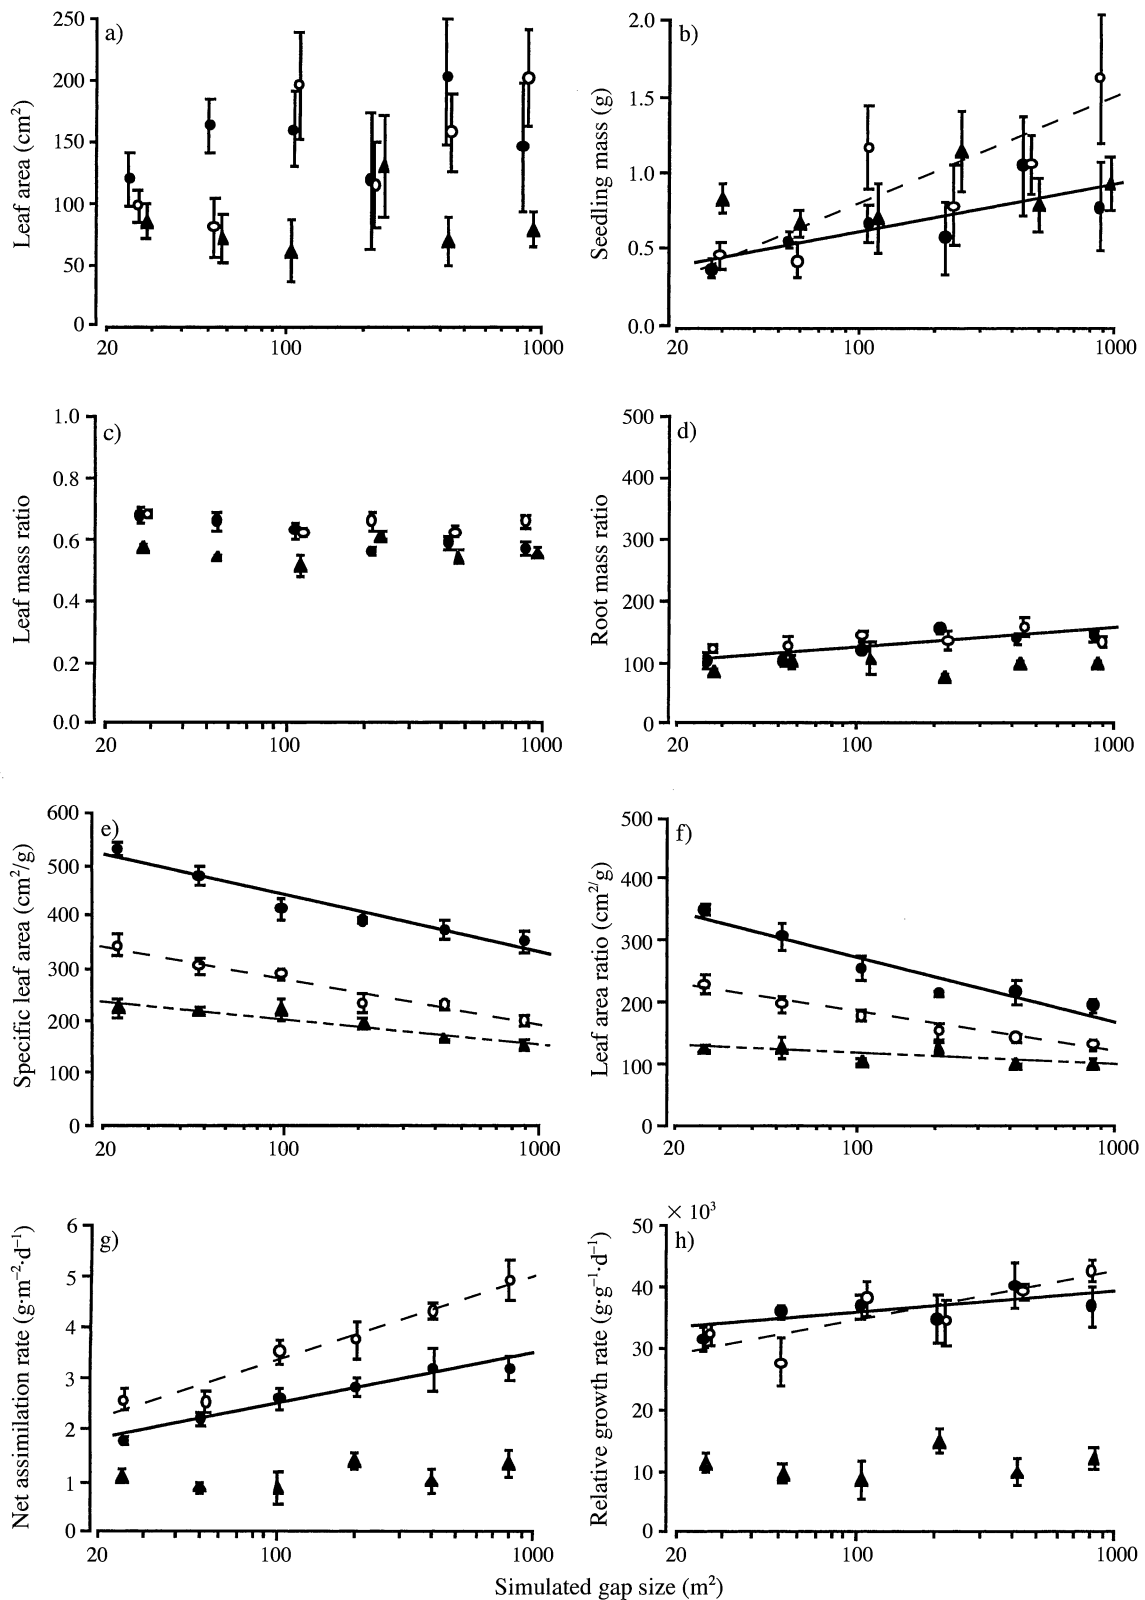 a)
Leaf area (cm²)
250
200
150
100
50
0
20 100 1000
b)
Seedling mass (g)
2.0
1.5
1.0
0.5
0.0
20 100 1000
c)
Leaf mass ratio
1.0
0.8
0.6
0.4
0.2
0.0
20 100 1000
d)
Root mass ratio
500
400
300
200
100
0
20 100 1000
e)
Specific leaf area (cm²/g)
600
500
400
300
200
100
0
20 100 1000
f)
Leaf area ratio (cm²/g)
500
400
300
200
100
0
20 100 1000
g)
Net assimilation rate (g·m⁻²·d⁻¹)
6
5
4
3
2
1
0
20 100 1000
× 10³
h)
Relative growth rate (g·g⁻¹·d⁻¹)
50
40
30
20
10
0
20 100 1000
Simulated gap size (m²)